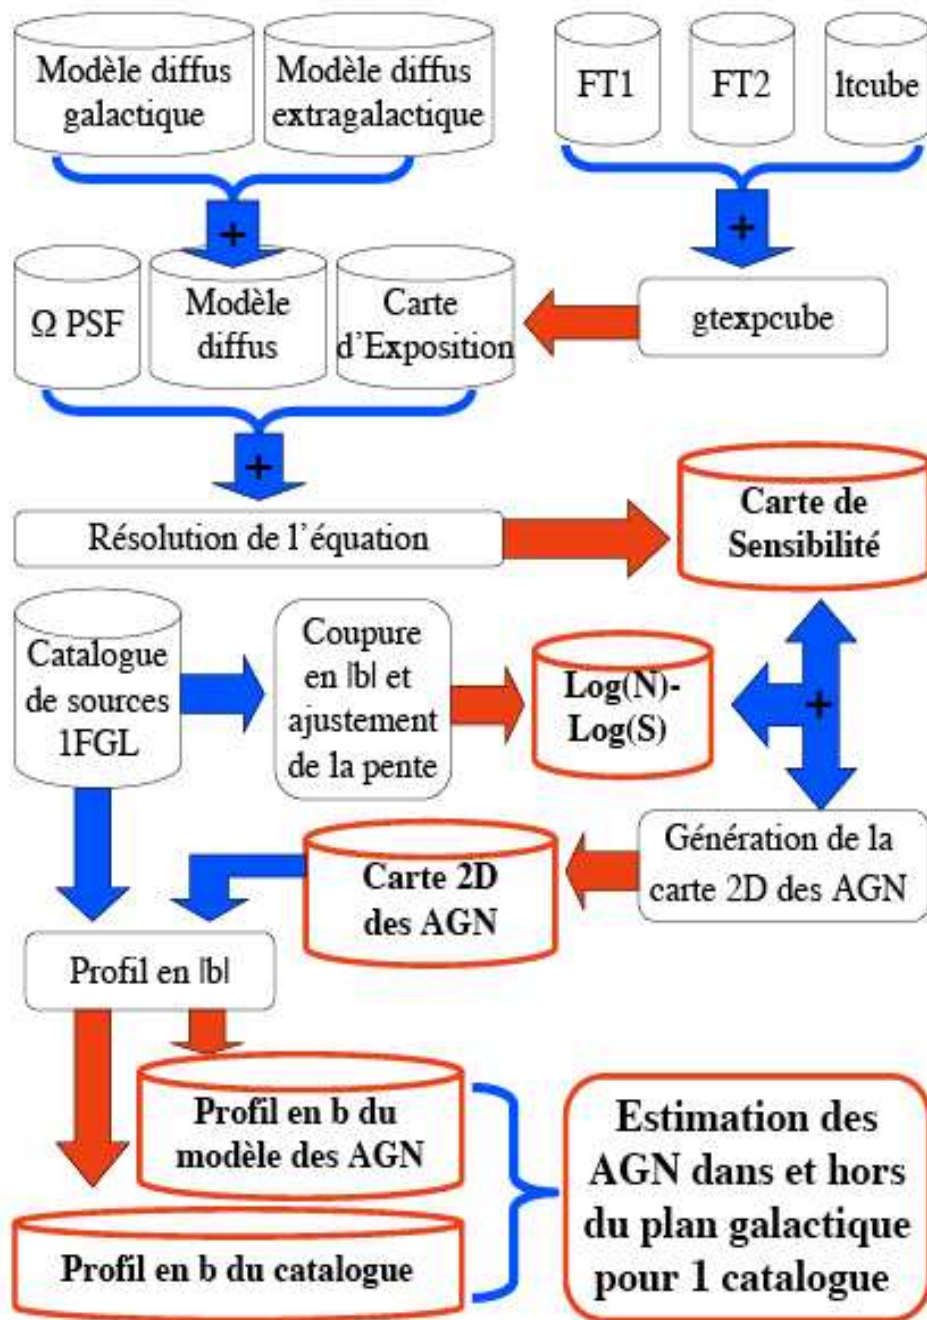 Modèle diffus
galactique
Modèle diffus
extragalactique
FT1
FT2
ltcube
+
+
Ω PSF
Modèle
diffus
Carte
d’Exposition
gtexpcube
+
Résolution de l’équation
Carte de
Sensibilité
Catalogue
de sources
1FGL
Coupure
en |b| et
ajustement
de la pente
Log(N)-
Log(S)
+
Génération de la
carte 2D des AGN
Carte 2D
des AGN
Profil en |b|
Profil en b du
modèle des AGN
Profil en b du catalogue
Estimation des
AGN dans et hors
du plan galactique
pour 1 catalogue